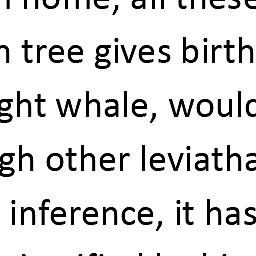 home, all these
tree gives birth
ght whale, would
gh other leviatha
inference, it has